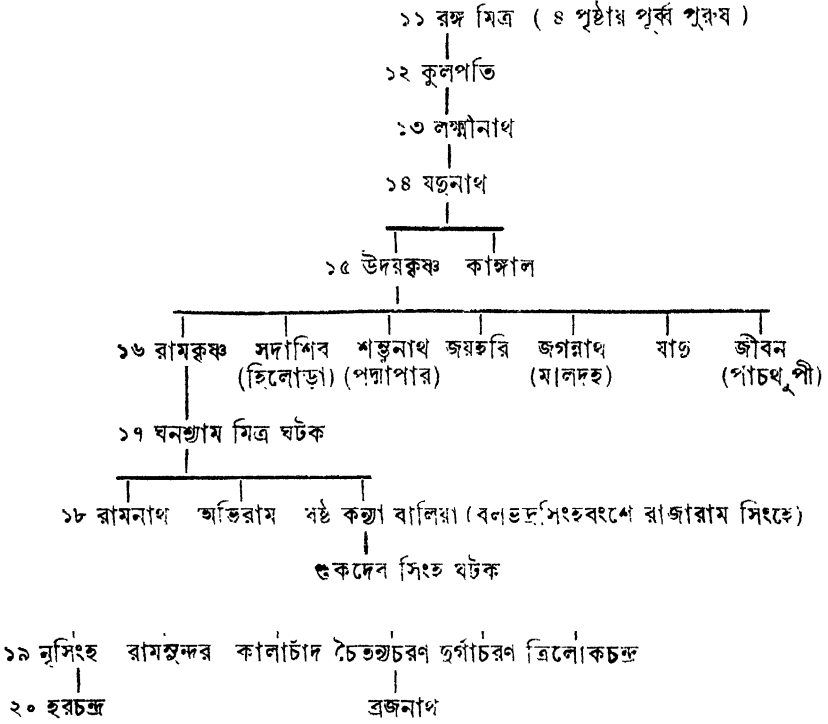 ১১ রঙ্গ মিত্র ( ৪ পৃষ্ঠায় পূর্ব্ব পুরুষ )
১২ কুলপতি
১৩ লক্ষ্মীনাথ
১৪ যদুনাথ
১৫ উদয়কৃষ্ণ কাঙ্গাল
১৬ রামকৃষ্ণ সদাশিব শম্ভুনাথ জয়হরি জগন্নাথ যাদু জীবন
(হিলোড়া) (পদ্মাপার) (মালদহ) (পাঁচথুপী)
১৭ ঘনশ্যাম মিত্র ঘটক
১৮ রামনাথ অভিরাম ষষ্ঠ কন্যা বালিয়া (বলভদ্রসিংহবংশে রাজারাম সিংহে)
শুকদেব সিংহ ঘটক
১৯ নৃসিংহ রামসুন্দর কালাচাঁদ চৈতন্যচরণ দুর্গাচরণ ত্রিলোকচন্দ্র
২০ হরচন্দ্র ব্রজনাথ